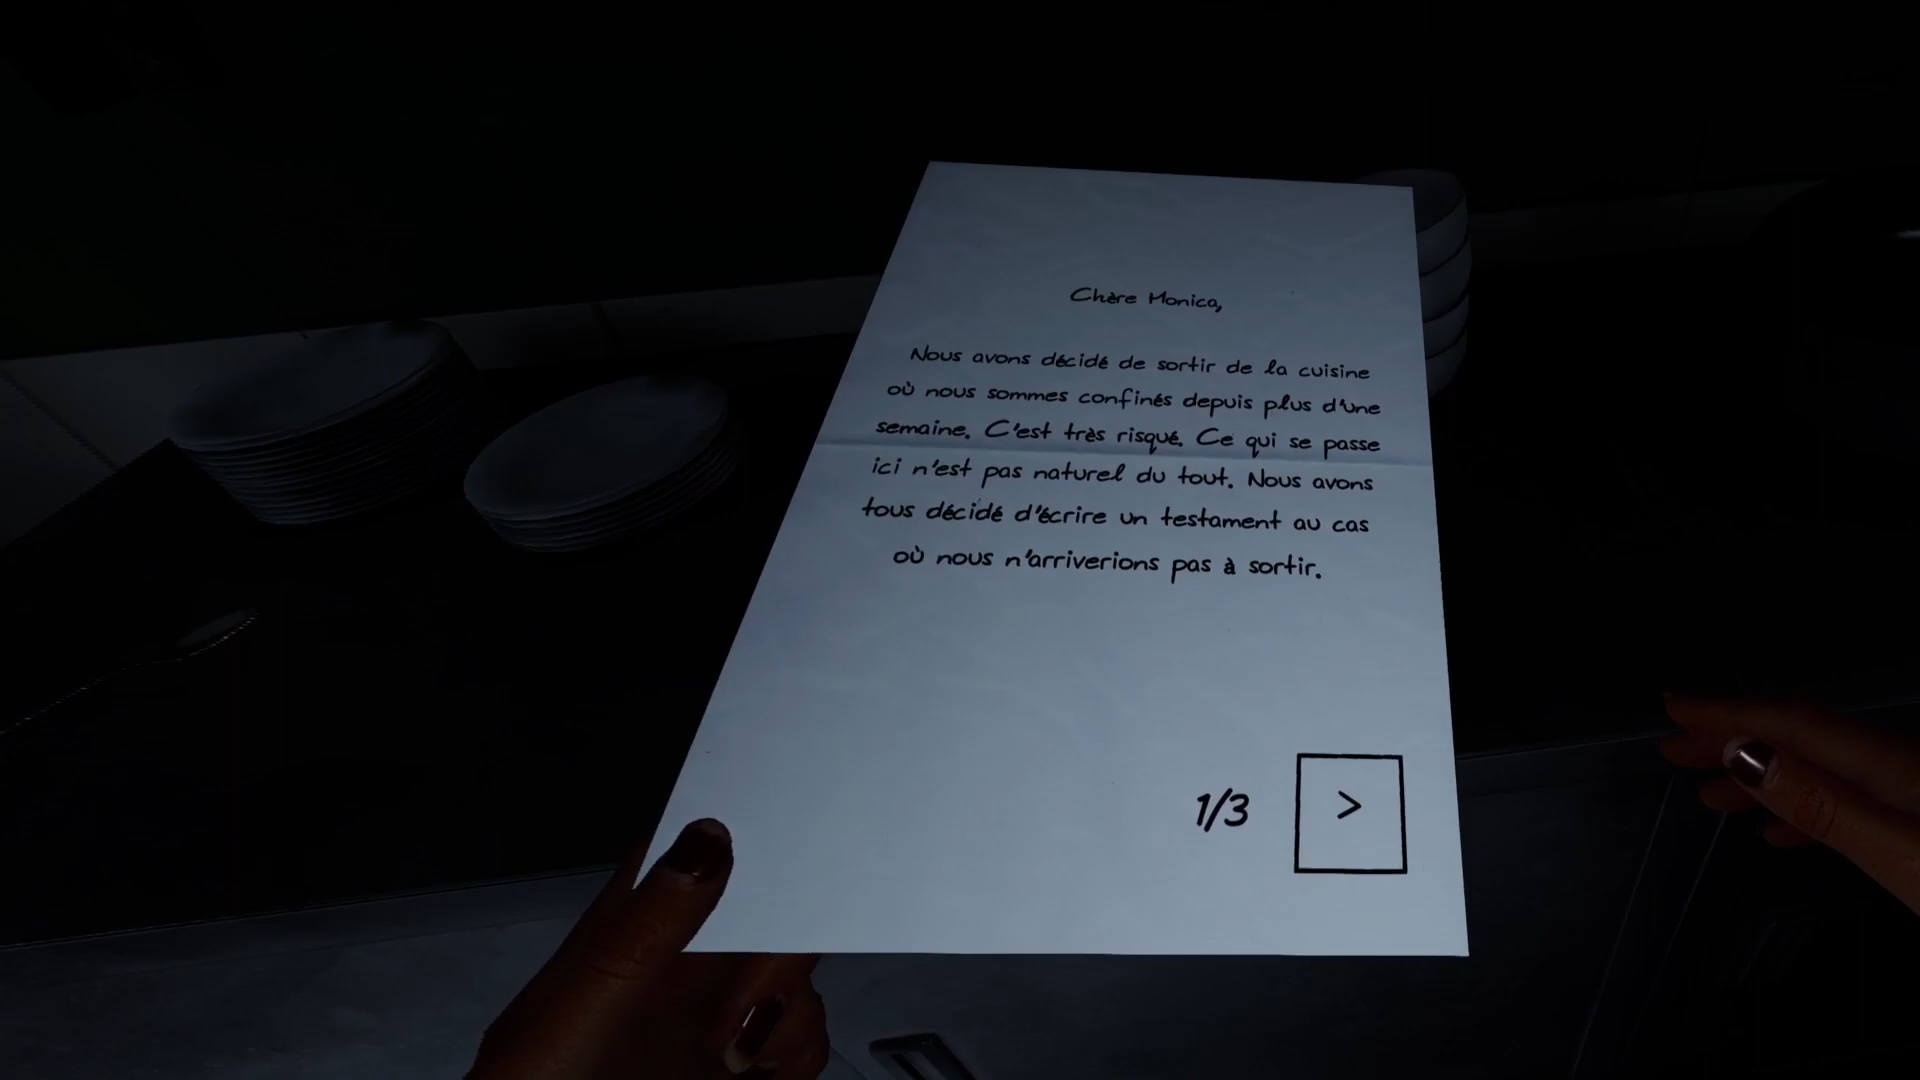 Chère Monica,
Nous avons décidé de sortir de la cuisine
où nous sommes confinés depuis plus d'une
semaine. C'est très risqué. Ce qui se passe
ici n'est pas naturel du tout. Nous avons
tous décidé d'écrire un testament au cas
où nous n'arriverions pas à sortir.
1/3
>